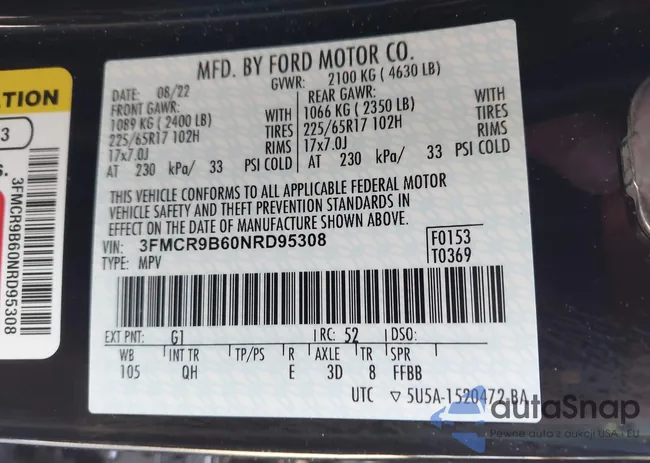 MFD. BY FORD MOTOR CO.
DATE: 08/22 GVWR: 2100 KG ( 4630 LB)
FRONT GAWR: REAR GAWR:
1089 KG ( 2400 LB) WITH 1066 KG ( 2350 LB) WITH
225/65R17 102H TIRES 225/65R17 102H TIRES
17x7.0J RIMS 17x7.0J RIMS
AT 230 kPa/ 33 PSI COLD AT 230 kPa/ 33 PSI COLD
THIS VEHICLE CONFORMS TO ALL APPLICABLE FEDERAL MOTOR
VEHICLE SAFETY AND THEFT PREVENTION STANDARDS IN
EFFECT ON THE DATE OF MANUFACTURE SHOWN ABOVE.
VIN: 3FMCR9B60NRD95308 F0153
TYPE: MPV T0369
EXT PNT: G1 RC: 52 DSO:
WB INT TR TP/PS R AXLE TR SPR
105 QH E 3D 8 FFBB
UTC ▽ 5U5A-1520472-BA
TION
3
3FMCR9B60NRD95308
autaSnap
Pewne auta z aukcji USA i EU